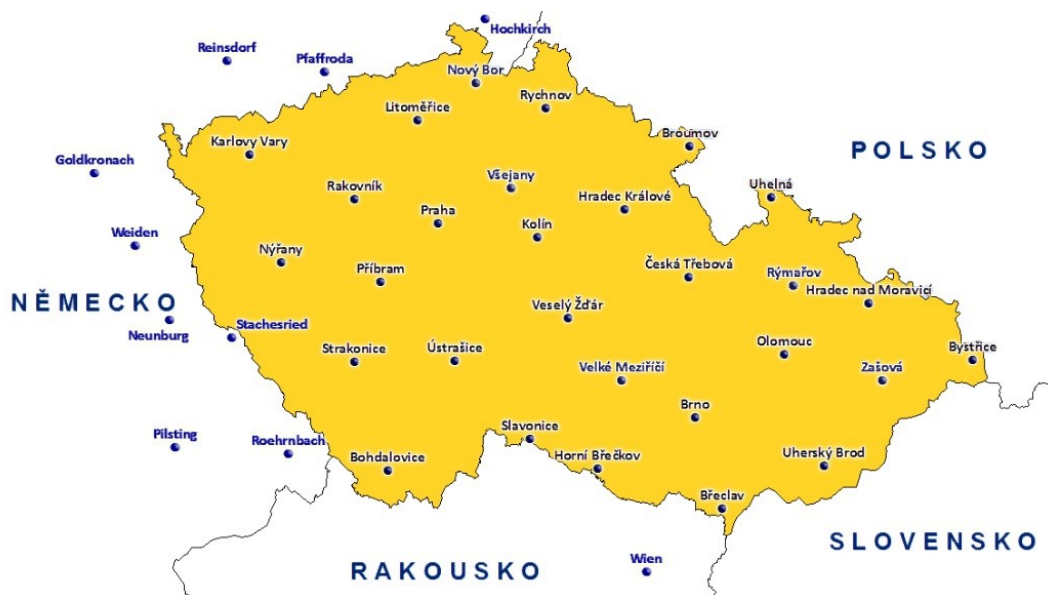 Hochkirch
Reinsdorf
Pfaffroda
Nový Bor
Rychnov
Litoměřice
Karlovy Vary
Broumov
POLSKO
Goldkronach
Rakovník
Všejany
Hradec Králové
Uhelná
Praha
Kolín
Weiden
Nýřany
Příbram
Česká Třebová
Rýmařov
Hradec nad Moravicí
NĚMECKO
Veselý Žďár
Stachesried
Neunburg
Strakonice
Ústrašice
Olomouc
Bystřice
Velké Meziříčí
Zašová
Brno
Slavonice
Pilsting
Roehrnbach
Bohdalovice
Horní Břečkov
Uherský Brod
Břeclav
SLOVENSKO
Wien
RAKOUSKO